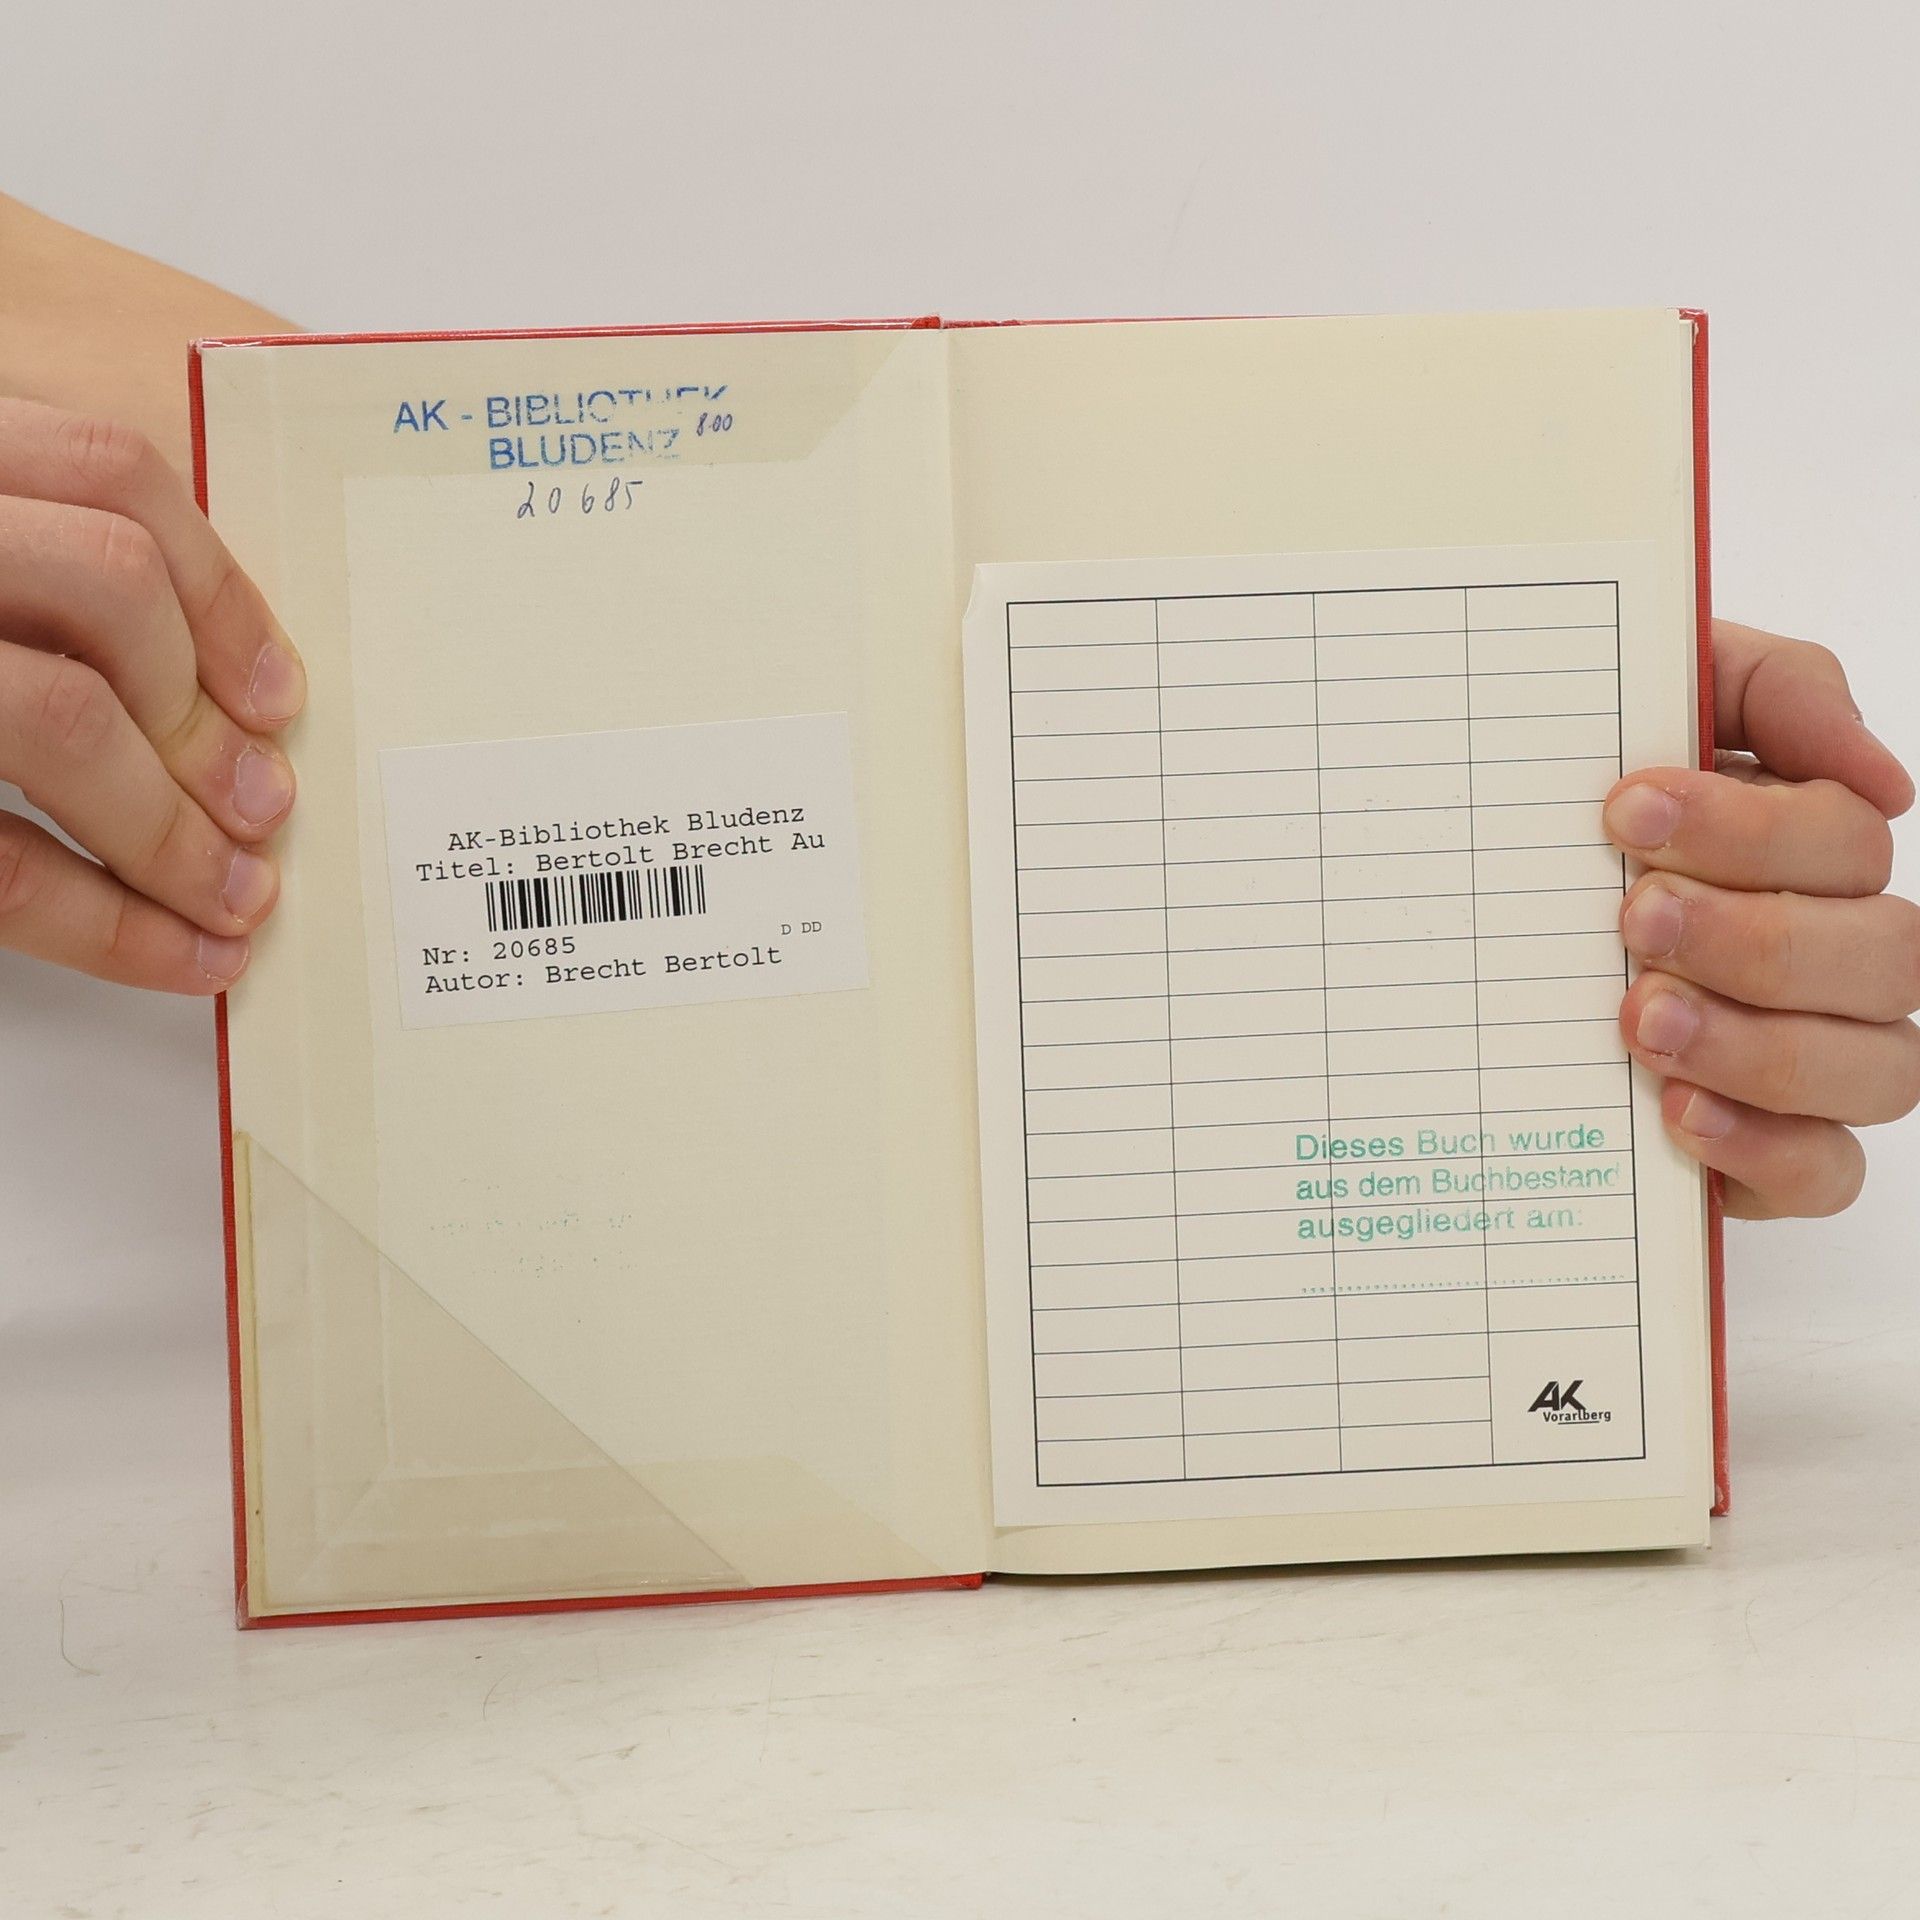 AK - BIBLIOTHEK
8.00
BLUDENZ
20685
AK-Bibliothek Bludenz
Titel: Bertolt Brecht Au
D DD
Nr: 20685
Autor: Brecht Bertolt
Dieses Buch wurde
aus dem Buchbestand
ausgegliedert am:
AK
Vorarlberg